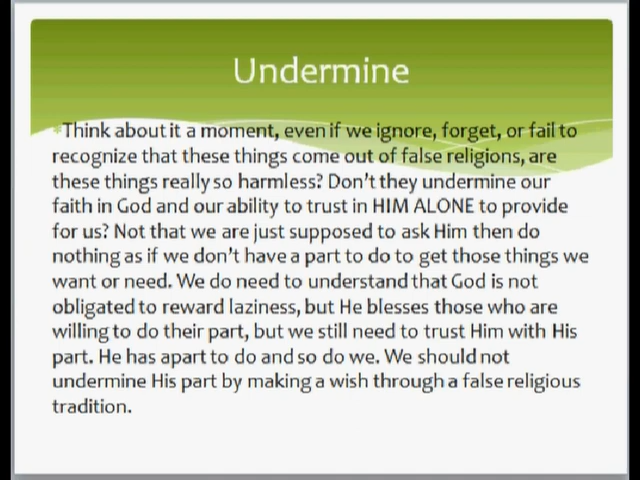 Undermine
*Think about it a moment, even if we ignore, forget, or fail to
recognize that these things come out of false religions, are
these things really so harmless? Don't they undermine our
faith in God and our ability to trust in HIM ALONE to provide
for us? Not that we are just supposed to ask Him then do
nothing as if we don't have a part to do to get those things we
want or need. We do need to understand that God is not
obligated to reward laziness, but He blesses those who are
willing to do their part, but we still need to trust Him with His
part. He has apart to do and so do we. We should not
undermine His part by making a wish through a false religious
tradition.